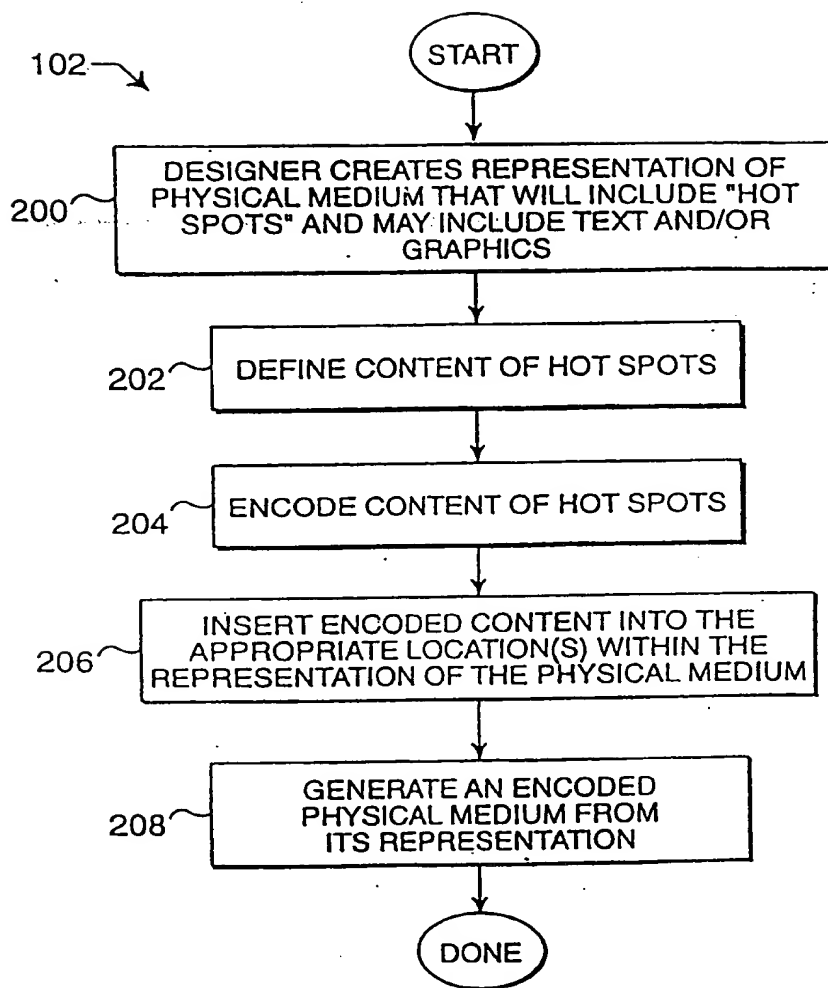 102
START
200
DESIGNER CREATES REPRESENTATION OF
PHYSICAL MEDIUM THAT WILL INCLUDE "HOT
SPOTS" AND MAY INCLUDE TEXT AND/OR
GRAPHICS
202
DEFINE CONTENT OF HOT SPOTS
204
ENCODE CONTENT OF HOT SPOTS
206
INSERT ENCODED CONTENT INTO THE
APPROPRIATE LOCATION(S) WITHIN THE
REPRESENTATION OF THE PHYSICAL MEDIUM
208
GENERATE AN ENCODED
PHYSICAL MEDIUM FROM
ITS REPRESENTATION
DONE